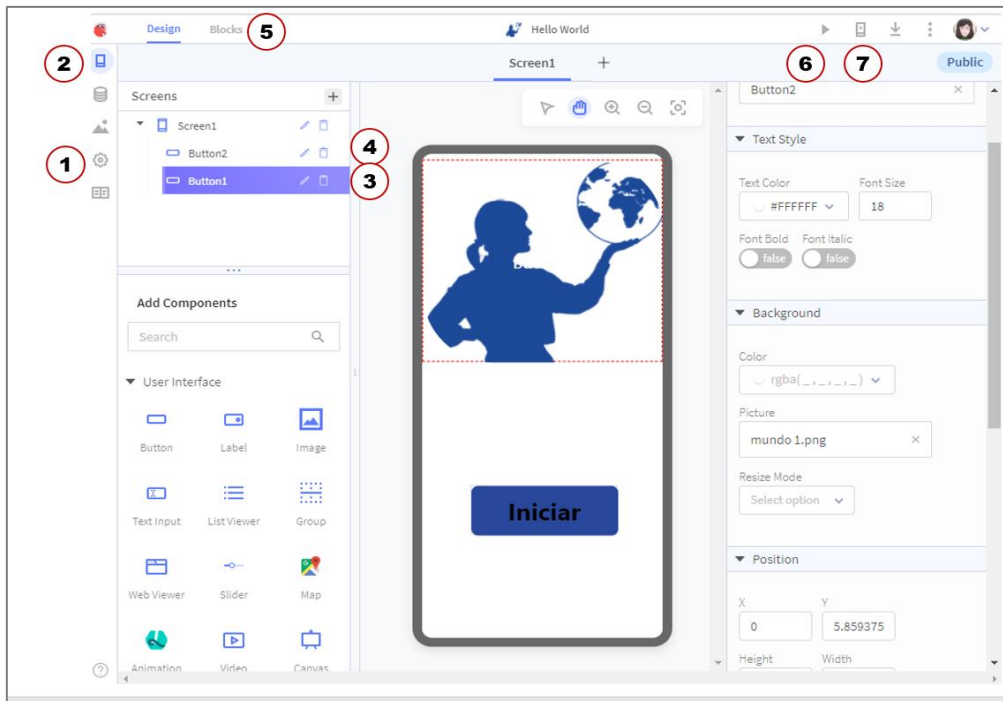 Design Blocks 5 Hello World
2 Screen1 + 6 7 Public
Screens +
Screen1
Button2 4
1 Button1 3
Add Components
Search
User Interface
Button Label Image
Text Input List Viewer Group
Web Viewer Slider Map
Animation Video Canvas
Iniciar
Button2 ×
Text Style
Text Color Font Size
#FFFFFF 18
Font Bold Font Italic
false false
Background
Color
rgba(_,_,_,_)
Picture
mundo 1.png ×
Resize Mode
Select option
Position
X Y
0 5.859375
Height Width
?